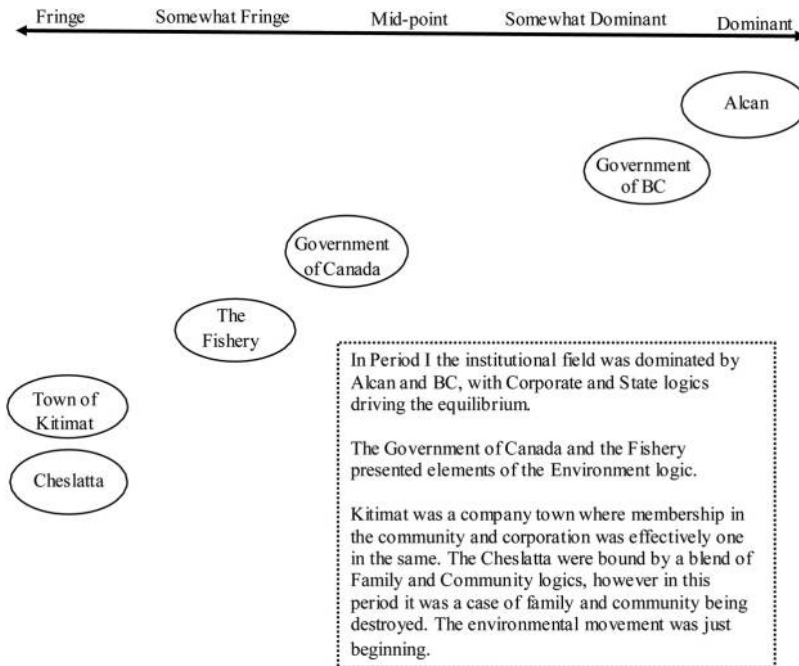 Fringe
Somewhat Fringe
Mid-point
Somewhat Dominant
Dominant
Alcan
Government
of BC
Government
of Canada
The
Fishery
Town of
Kitimat
Cheslatta
In Period I the institutional field was dominated by
Alcan and BC, with Corporate and State logics
driving the equilibrium.
The Government of Canada and the Fishery
presented elements of the Environment logic.
Kitimat was a company town where membership in
the community and corporation was effectively one
in the same. The Cheslatta were bound by a blend of
Family and Community logics, however in this
period it was a case of family and community being
destroyed. The environmental movement was just
beginning.